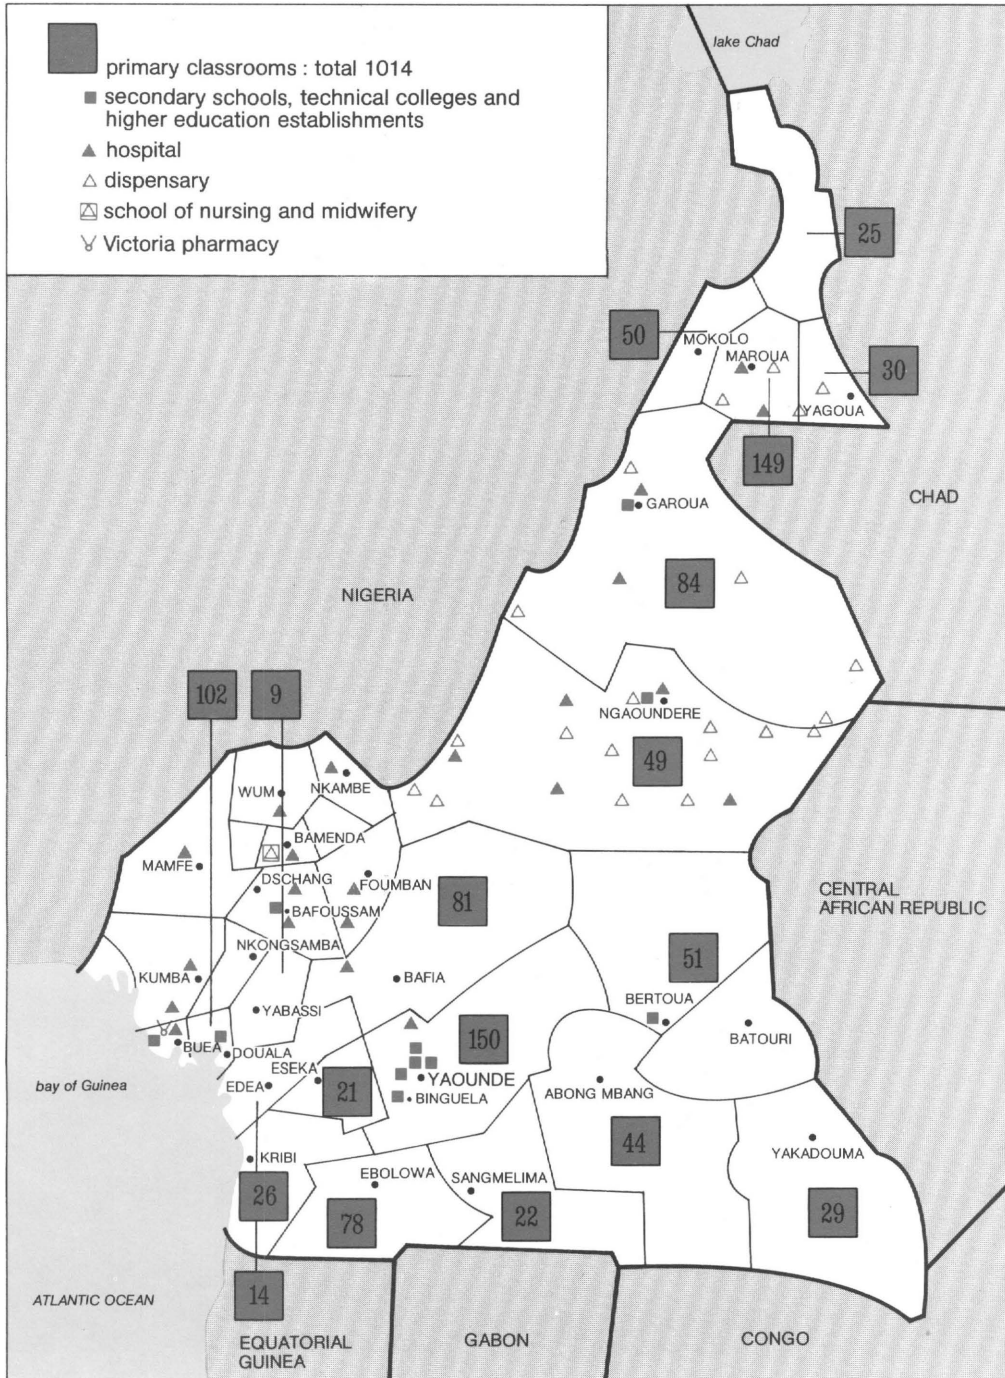 primary classrooms : total 1014
secondary schools, technical colleges and
higher education establishments
hospital
dispensary
school of nursing and midwifery
Victoria pharmacy
lake Chad
25
50
MOKOLO
MAROUA
30
YAGOUA
149
CHAD
GAROUA
84
NIGERIA
102
9
NGAOUNDERE
49
WUM
NKAMBE
BAMENDA
MAMFE
DSCHANG
FOUMBAN
81
CENTRAL
AFRICAN REPUBLIC
BAFOUSSAM
NKONGSAMBA
51
KUMBA
BAFIA
BERTOUA
YABASSI
150
BATOURI
BUEA
DOUALA
ESEKA
YAOUNDE
bay of Guinea
EDEA
21
BINGUELA
ABONG MBANG
44
YAKADOUMA
KRIBI
EBOLOWA
SANGMELIMA
26
78
22
29
14
ATLANTIC OCEAN
EQUATORIAL
GUINEA
GABON
CONGO